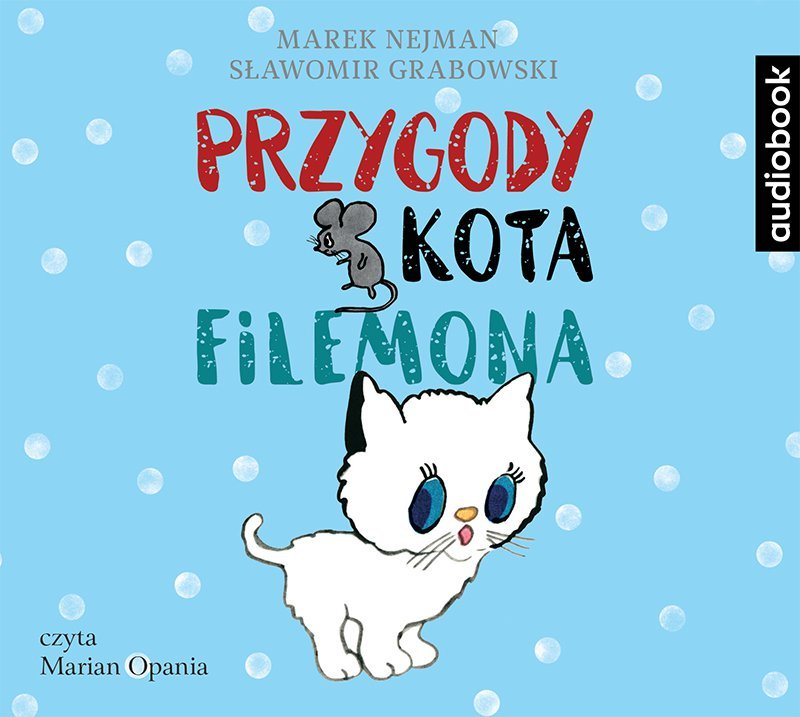 MAREK NEJMAN
SŁAWOMIR GRABOWSKI
PRZYGODY
KOTA
FiLEMONA
audiobook
czyta
Marian Opania